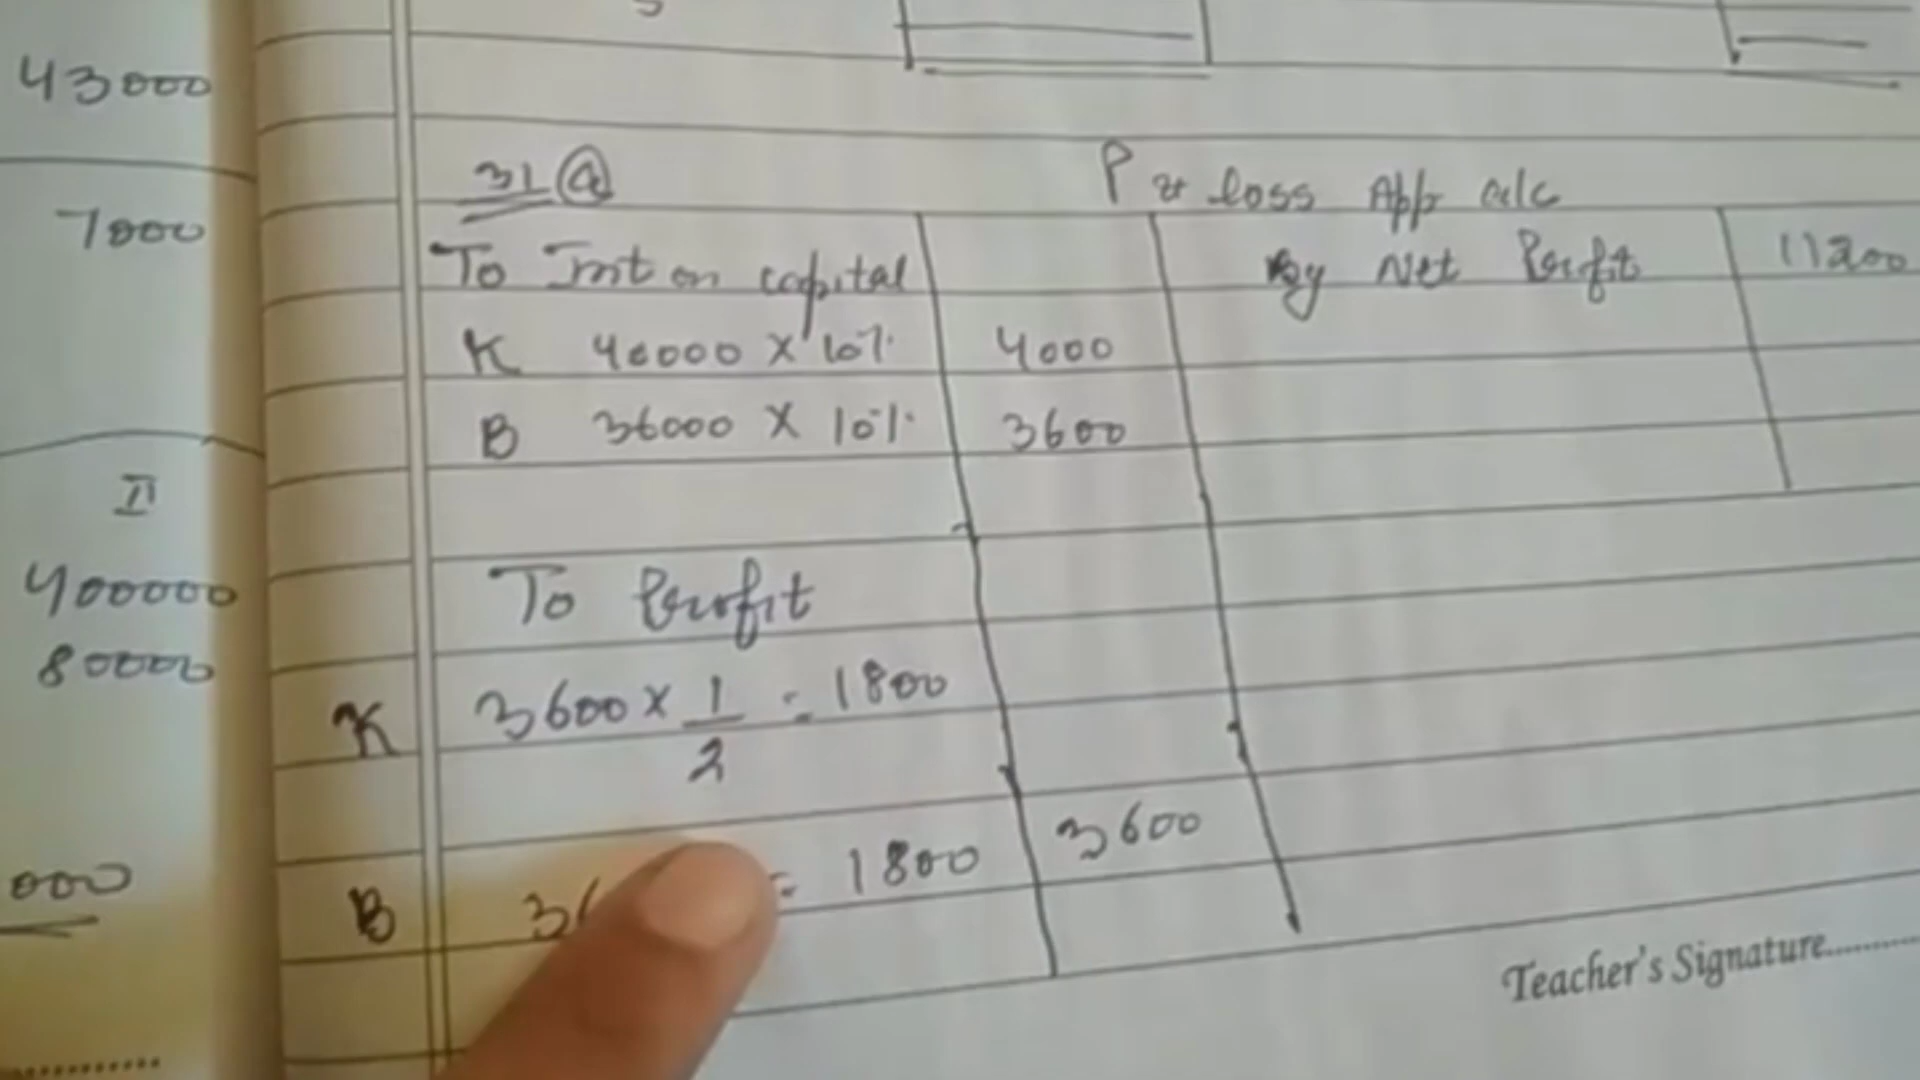 43000
7000
II
400000
80000
000
31 (a)
P & loss App a/c
To Int on capital
By Net Profit 11200
K 40000 X 10% 4000
B 36000 X 10% 3600
To Profit
K 3600 x 1/2 = 1800
B 36 = 1800 3600
Teacher's Signature..........